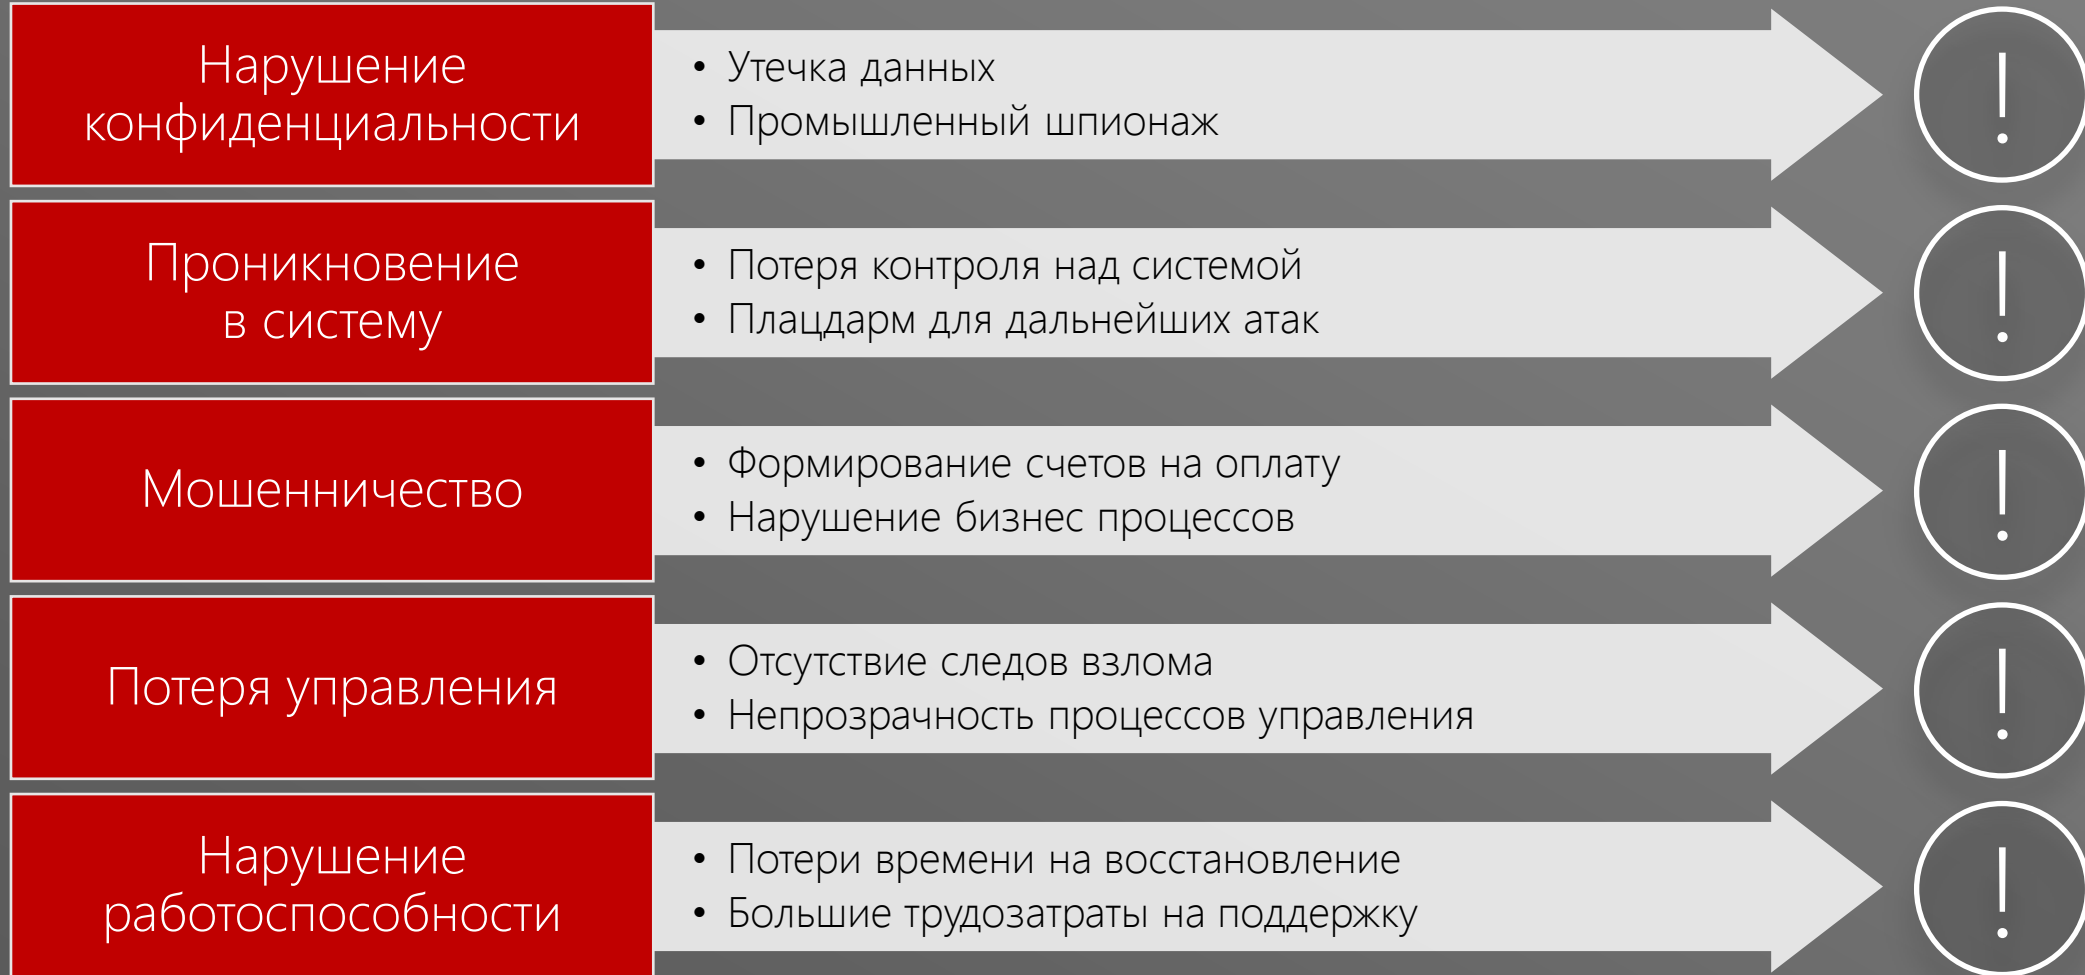 Нарушение
конфиденциальности
• Утечка данных
• Промышленный шпионаж
!
Проникновение
в систему
• Потеря контроля над системой
• Плацдарм для дальнейших атак
!
Мошенничество
• Формирование счетов на оплату
• Нарушение бизнес процессов
!
Потеря управления
• Отсутствие следов взлома
• Непрозрачность процессов управления
!
Нарушение
работоспособности
• Потери времени на восстановление
• Большие трудозатраты на поддержку
!